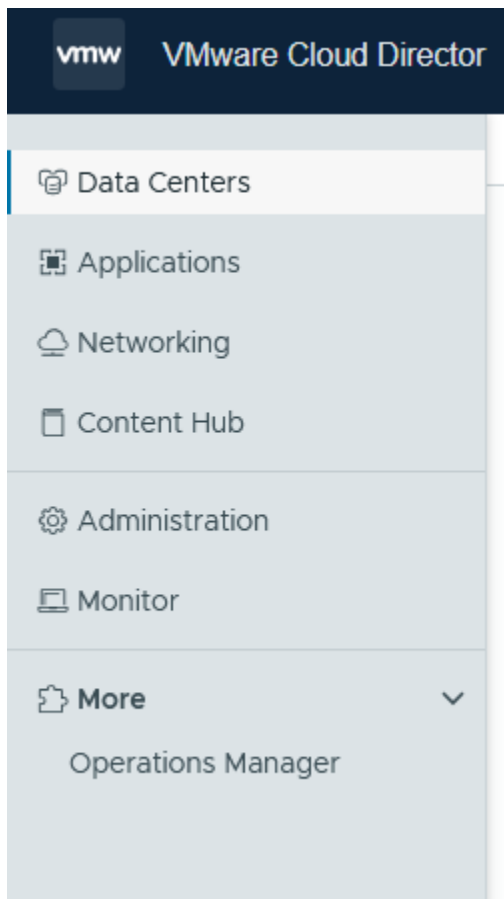 vmw VMware Cloud Director
Data Centers
Applications
Networking
Content Hub
Administration
Monitor
More
Operations Manager